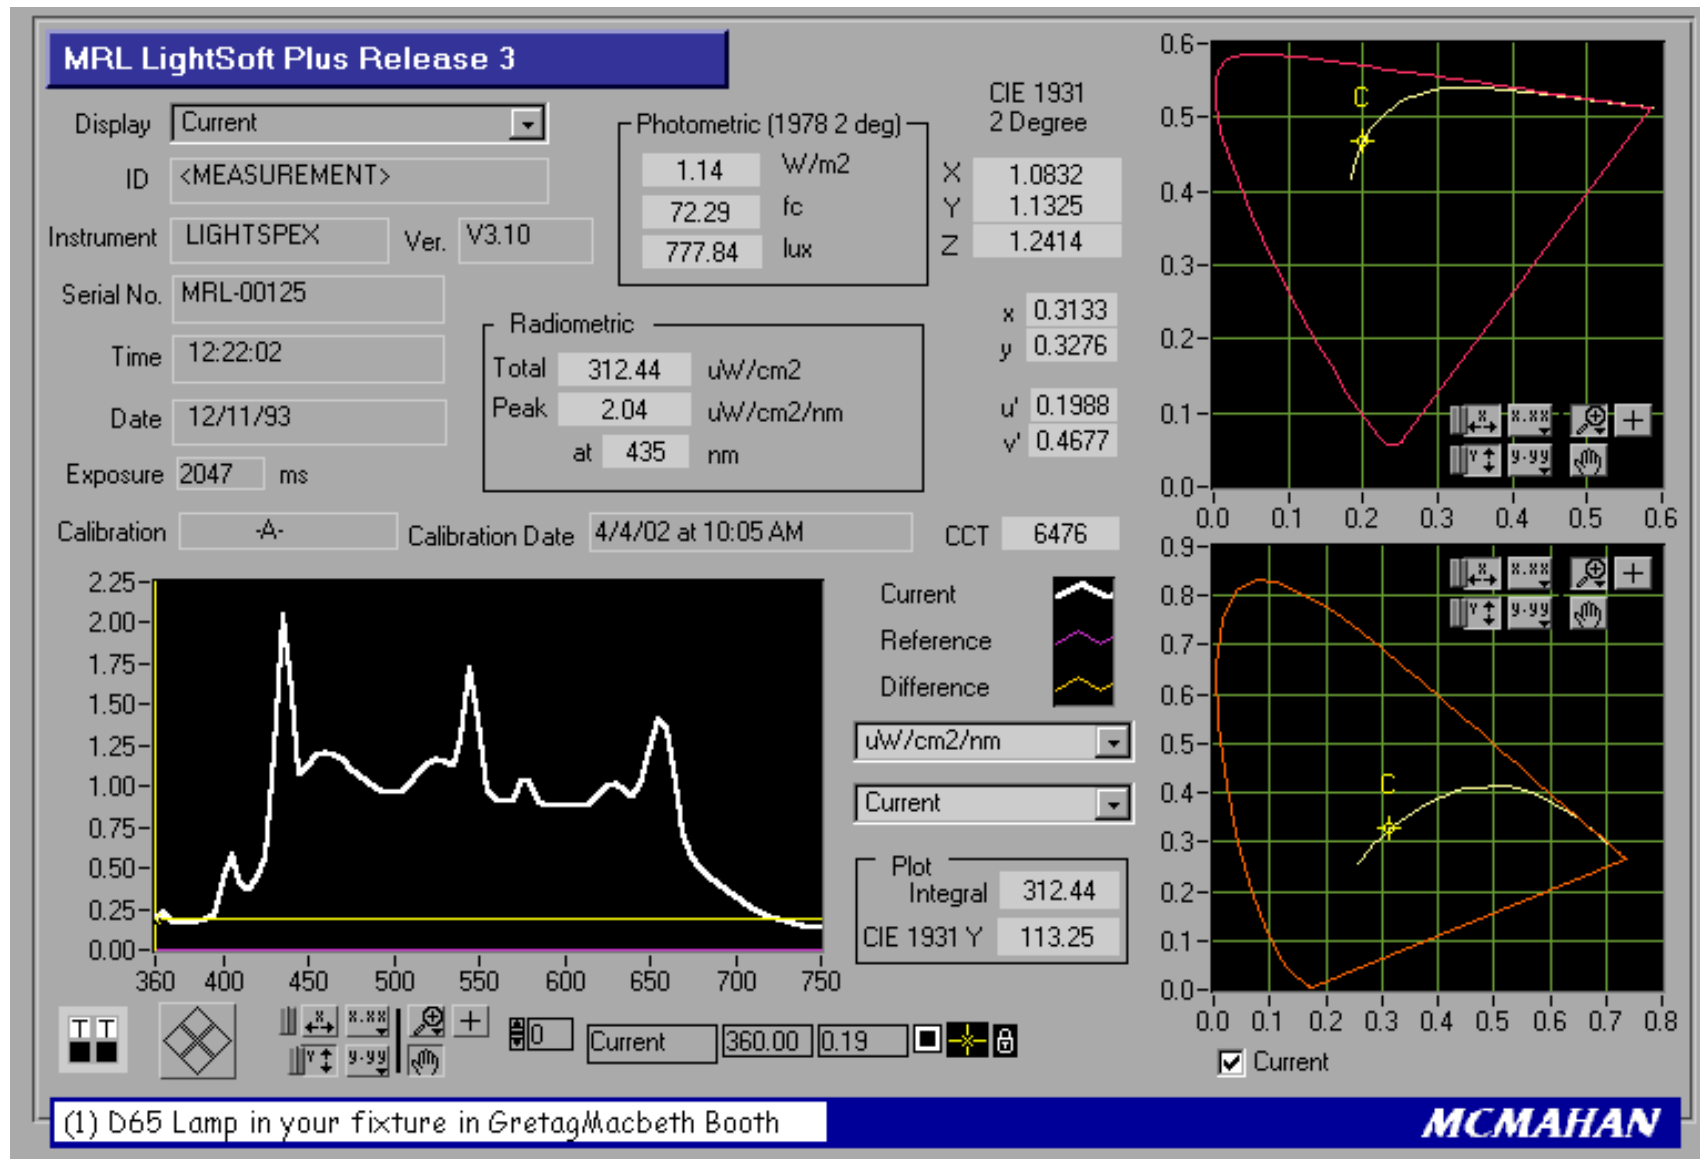 MRL LightSoft Plus Release 3
Display Current
ID <MEASUREMENT>
Instrument LIGHTSPEX Ver. V3.10
Serial No. MRL-00125
Time 12:22:02
Date 12/11/93
Exposure 2047 ms
Calibration -A- Calibration Date 4/4/02 at 10:05 AM
Photometric (1978 2 deg)
1.14 W/m2
72.29 fc
777.84 lux
Radiometric
Total 312.44 uW/cm2
Peak 2.04 uW/cm2/nm
at 435 nm
CIE 1931
2 Degree
X 1.0832
Y 1.1325
Z 1.2414
x 0.3133
y 0.3276
u' 0.1988
v' 0.4677
CCT 6476
0.6
0.5
0.4
0.3
0.2
0.1
0.0
C
X X.XX
Y Y.YY
0.0 0.1 0.2 0.3 0.4 0.5 0.6
2.25
2.00
1.75
1.50
1.25
1.00
0.75
0.50
0.25
0.00
360 400 450 500 550 600 650 700 750
Current
Reference
Difference
uW/cm2/nm
Current
Plot
Integral 312.44
CIE 1931 Y 113.25
0.9
0.8
0.7
0.6
0.5
0.4
0.3
0.2
0.1
0.0
C
X X.XX
Y Y.YY
0.0 0.1 0.2 0.3 0.4 0.5 0.6 0.7 0.8
Current
T T
X X.XX
Y Y.YY
0 Current 360.00 0.19
(1) D65 Lamp in your fixture in GretagMacbeth Booth
MCMAHAN